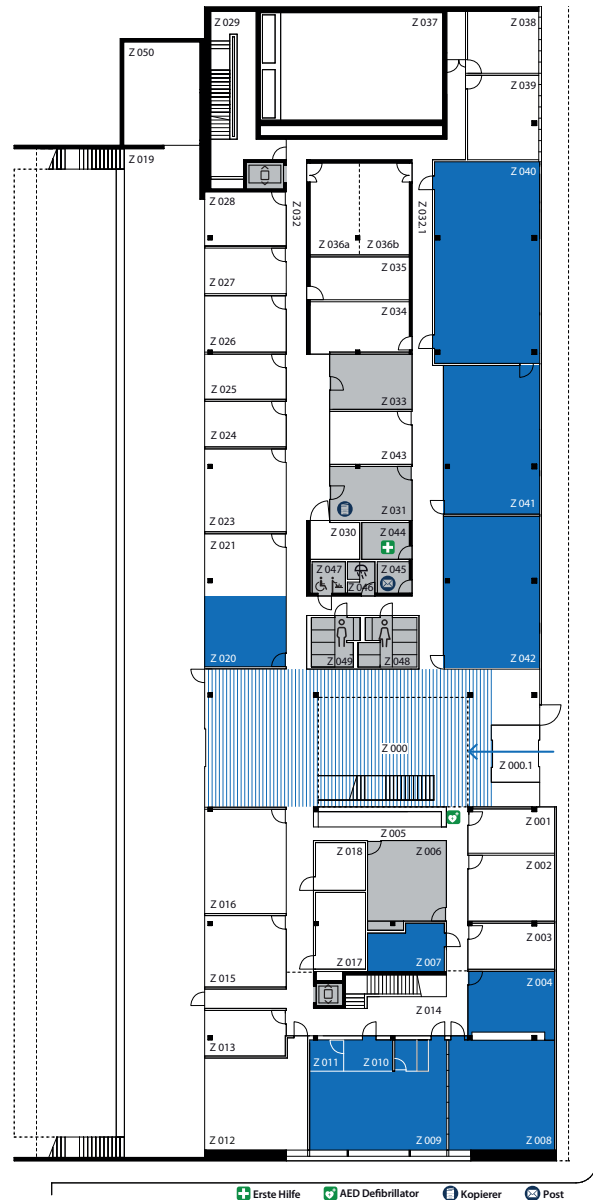 Z 029
Z 037
Z 038
Z 050
Z 039
Z 019
Z 040
Z 028
Z 032
Z 032.1
Z 036a
Z 036b
Z 035
Z 027
Z 034
Z 026
Z 025
Z 033
Z 024
Z 043
Z 041
Z 023
Z 031
Z 030
Z 044
Z 021
Z 047
Z 045
Z 046
Z 020
Z 049
Z 048
Z 042
Z 000
Z 000.1
Z 001
Z 005
Z 018
Z 006
Z 002
Z 016
Z 003
Z 017
Z 007
Z 015
Z 004
Z 014
Z 013
Z 011
Z 010
Z 012
Z 009
Z 008
Erste Hilfe AED Defibrillator Kopierer Post